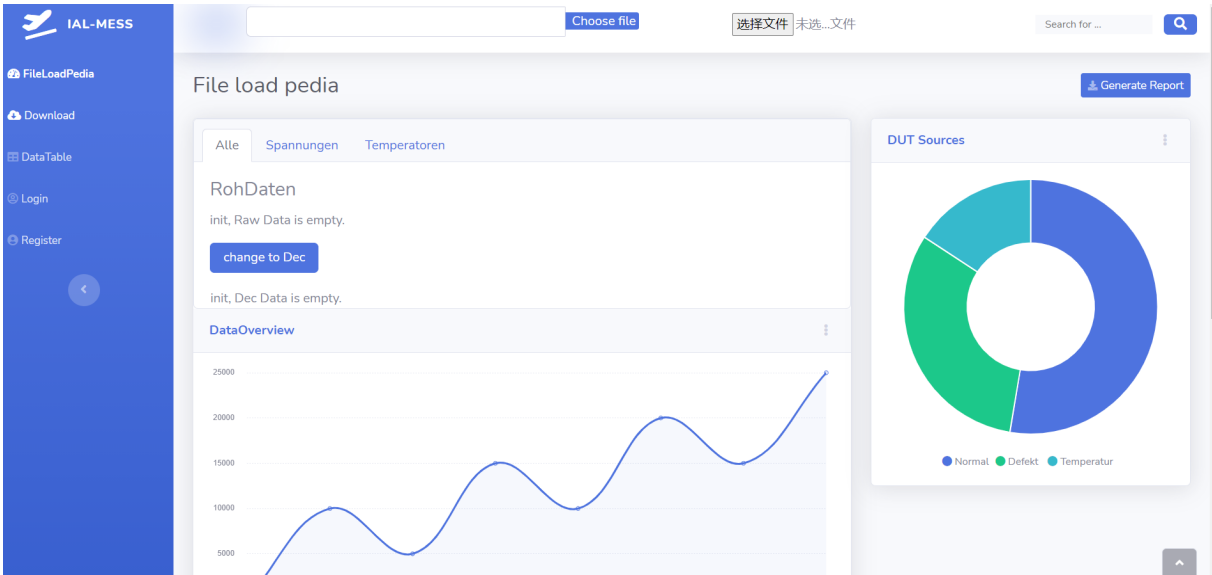 IAL-MESS
Choose file
选择文件 未选...文件
Search for ...
FileLoadPedia
Download
DataTable
Login
Register
File load pedia
Generate Report
Alle Spannungen Temperatoren
RohDaten
init, Raw Data is empty.
change to Dec
init, Dec Data is empty.
DataOverview
25000
20000
15000
10000
5000
DUT Sources
Normal Defekt Temperatur